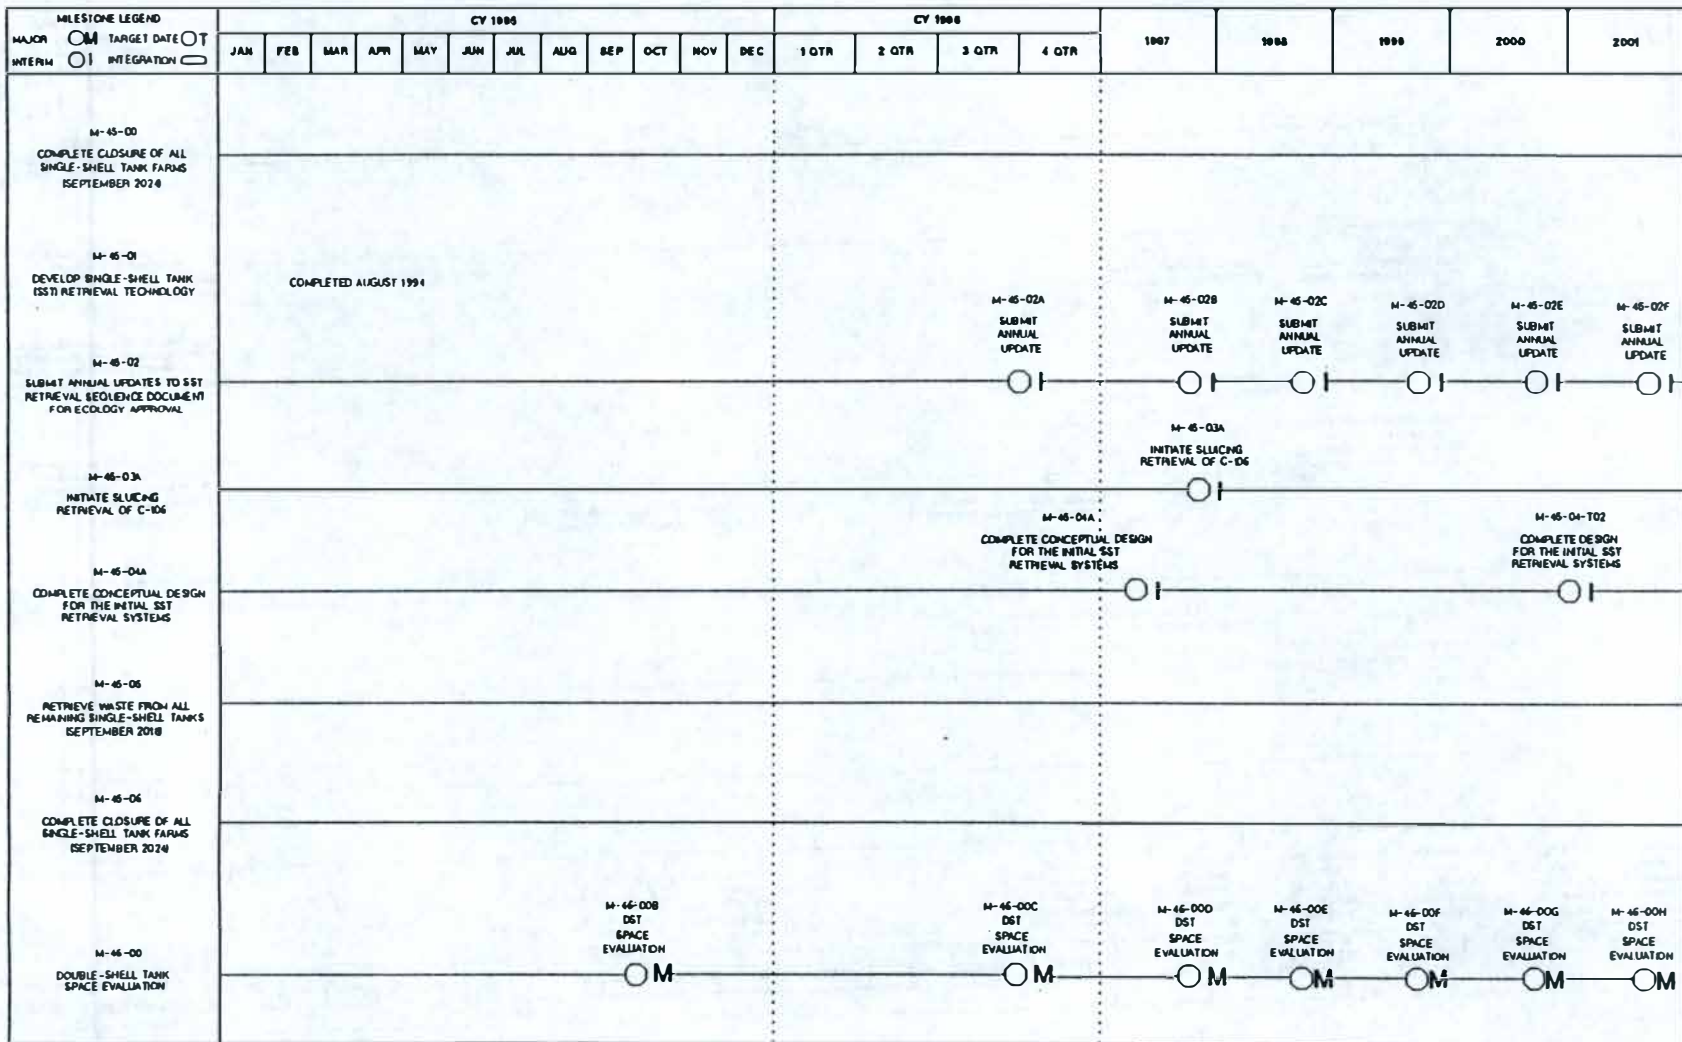 MILESTONE LEGEND
MAJOR M TARGET DATE T
INTERIM I INTEGRATION
CY 1995
CY 1996
JAN FEB MAR APR MAY JUN JUL AUG SEP OCT NOV DEC 1 QTR 2 QTR 3 QTR 4 QTR 1997 1998 1999 2000 2001
M-45-00
COMPLETE CLOSURE OF ALL
SINGLE-SHELL TANK FARMS
(SEPTEMBER 2024)
M-45-01
DEVELOP SINGLE-SHELL TANK
(SST) RETRIEVAL TECHNOLOGY
COMPLETED AUGUST 1994
M-45-02
SUBMIT ANNUAL UPDATES TO SST
RETRIEVAL SEQUENCE DOCUMENT
FOR ECOLOGY APPROVAL
M-45-02A
SUBMIT
ANNUAL
UPDATE
I
M-45-02B
SUBMIT
ANNUAL
UPDATE
I
M-45-02C
SUBMIT
ANNUAL
UPDATE
I
M-45-02D
SUBMIT
ANNUAL
UPDATE
I
M-45-02E
SUBMIT
ANNUAL
UPDATE
I
M-45-02F
SUBMIT
ANNUAL
UPDATE
I
M-45-03A
INITIATE SLUICING
RETRIEVAL OF C-106
M-45-03A
INITIATE SLUICING
RETRIEVAL OF C-106
I
M-45-04A
COMPLETE CONCEPTUAL DESIGN
FOR THE INITIAL SST
RETRIEVAL SYSTEMS
M-45-04A
COMPLETE CONCEPTUAL DESIGN
FOR THE INITIAL SST
RETRIEVAL SYSTEMS
I
M-45-04-T02
COMPLETE DESIGN
FOR THE INITIAL SST
RETRIEVAL SYSTEMS
I
M-45-05
RETRIEVE WASTE FROM ALL
REMAINING SINGLE-SHELL TANKS
(SEPTEMBER 2018)
M-45-06
COMPLETE CLOSURE OF ALL
SINGLE-SHELL TANK FARMS
(SEPTEMBER 2024)
M-46-00
DOUBLE-SHELL TANK
SPACE EVALUATION
M-46-00B
DST
SPACE
EVALUATION
M
M-46-00C
DST
SPACE
EVALUATION
M
M-46-00D
DST
SPACE
EVALUATION
M
M-46-00E
DST
SPACE
EVALUATION
M
M-46-00F
DST
SPACE
EVALUATION
M
M-46-00G
DST
SPACE
EVALUATION
M
M-46-00H
DST
SPACE
EVALUATION
M